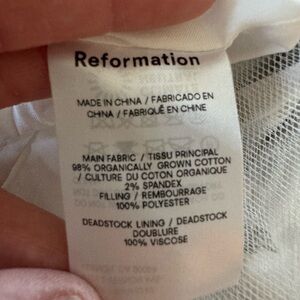 Reformation
MADE IN CHINA / FABRICADO EN
CHINA / FABRIQUÉ EN CHINE
MAIN FABRIC / TISSU PRINCIPAL
98% ORGANICALLY GROWN COTTON
/ CULTURE DU COTON ORGANIQUE
2% SPANDEX
FILLING / REMBOURRAGE
100% POLYESTER
DEADSTOCK LINING / DEADSTOCK
DOUBLURE
100% VISCOSE